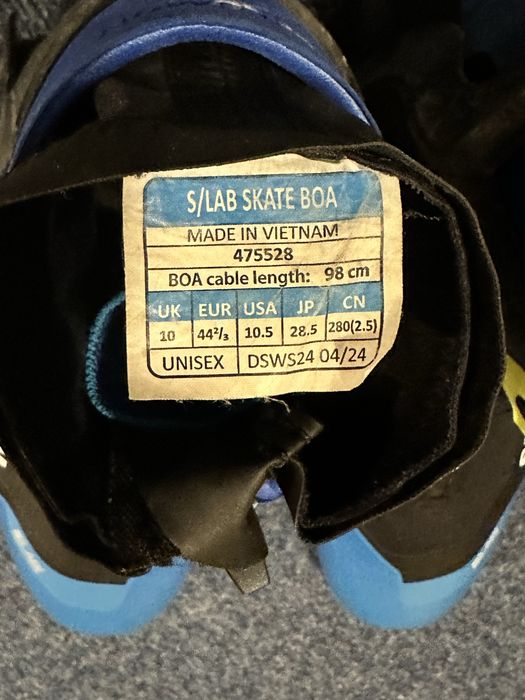 S/LAB SKATE BOA
MADE IN VIETNAM
475528
BOA cable length: 98 cm
UK EUR USA JP CN
10 44²/₃ 10.5 28.5 280(2.5)
UNISEX DSWS24 04/24